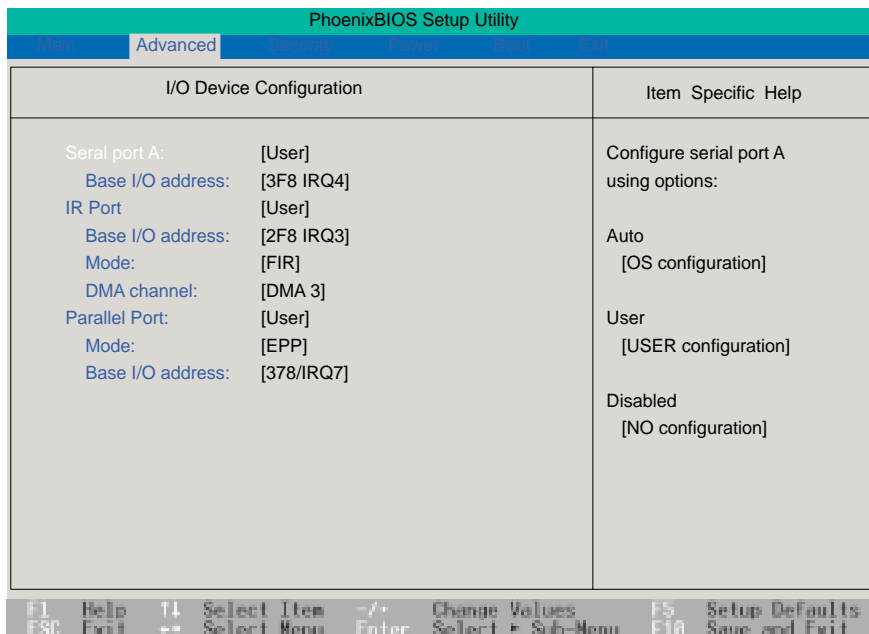 PhoenixBIOS Setup Utility
Main Advanced Security Power Boot Exit
I/O Device Configuration
Item Specific Help
Seral port A: [User]
Base I/O address: [3F8 IRQ4]
IR Port [User]
Base I/O address: [2F8 IRQ3]
Mode: [FIR]
DMA channel: [DMA 3]
Parallel Port: [User]
Mode: [EPP]
Base I/O address: [378/IRQ7]
Configure serial port A
using options:
Auto
[OS configuration]
User
[USER configuration]
Disabled
[NO configuration]
F1 Help ↑↓ Select Item -/+ Change Values F5 Setup Defaults
ESC Exit ←→ Select Menu Enter Select ▸ Sub-Menu F10 Save and Exit